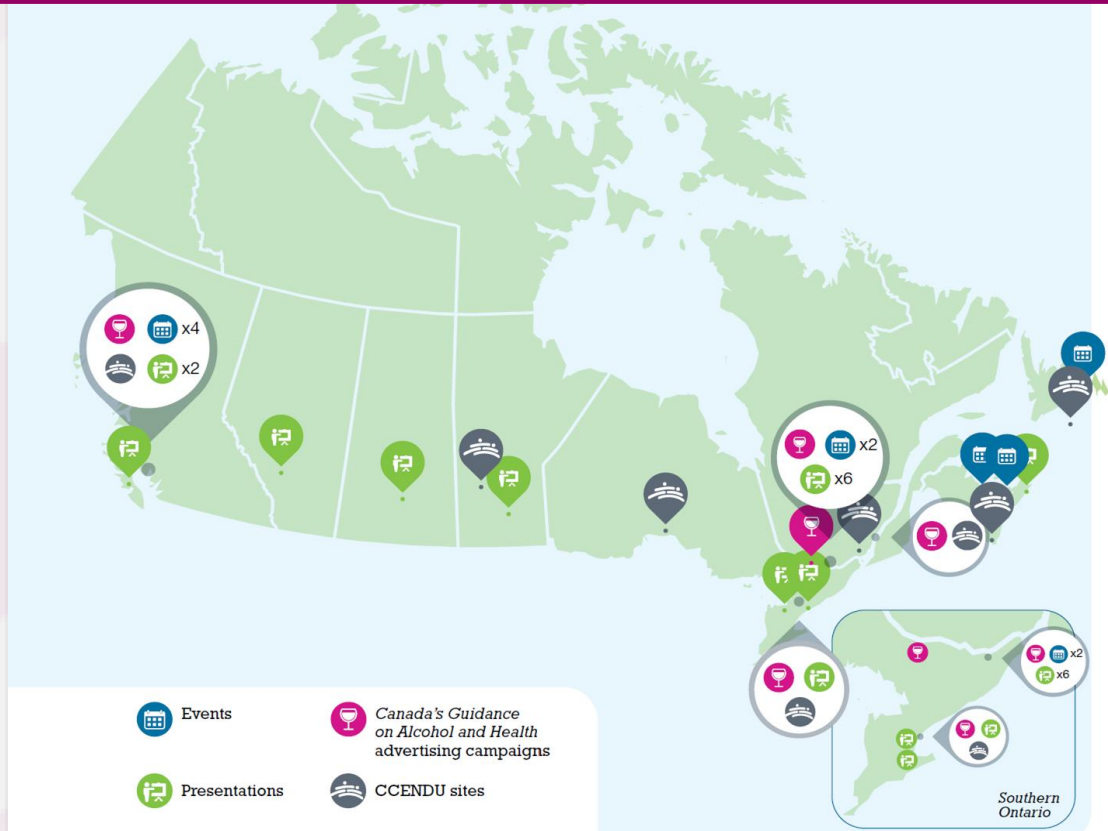 x4
x2
x2
x6
x2
x6
Southern
Ontario
Events
Canada's Guidance
on Alcohol and Health
advertising campaigns
Presentations
CCENDU sites